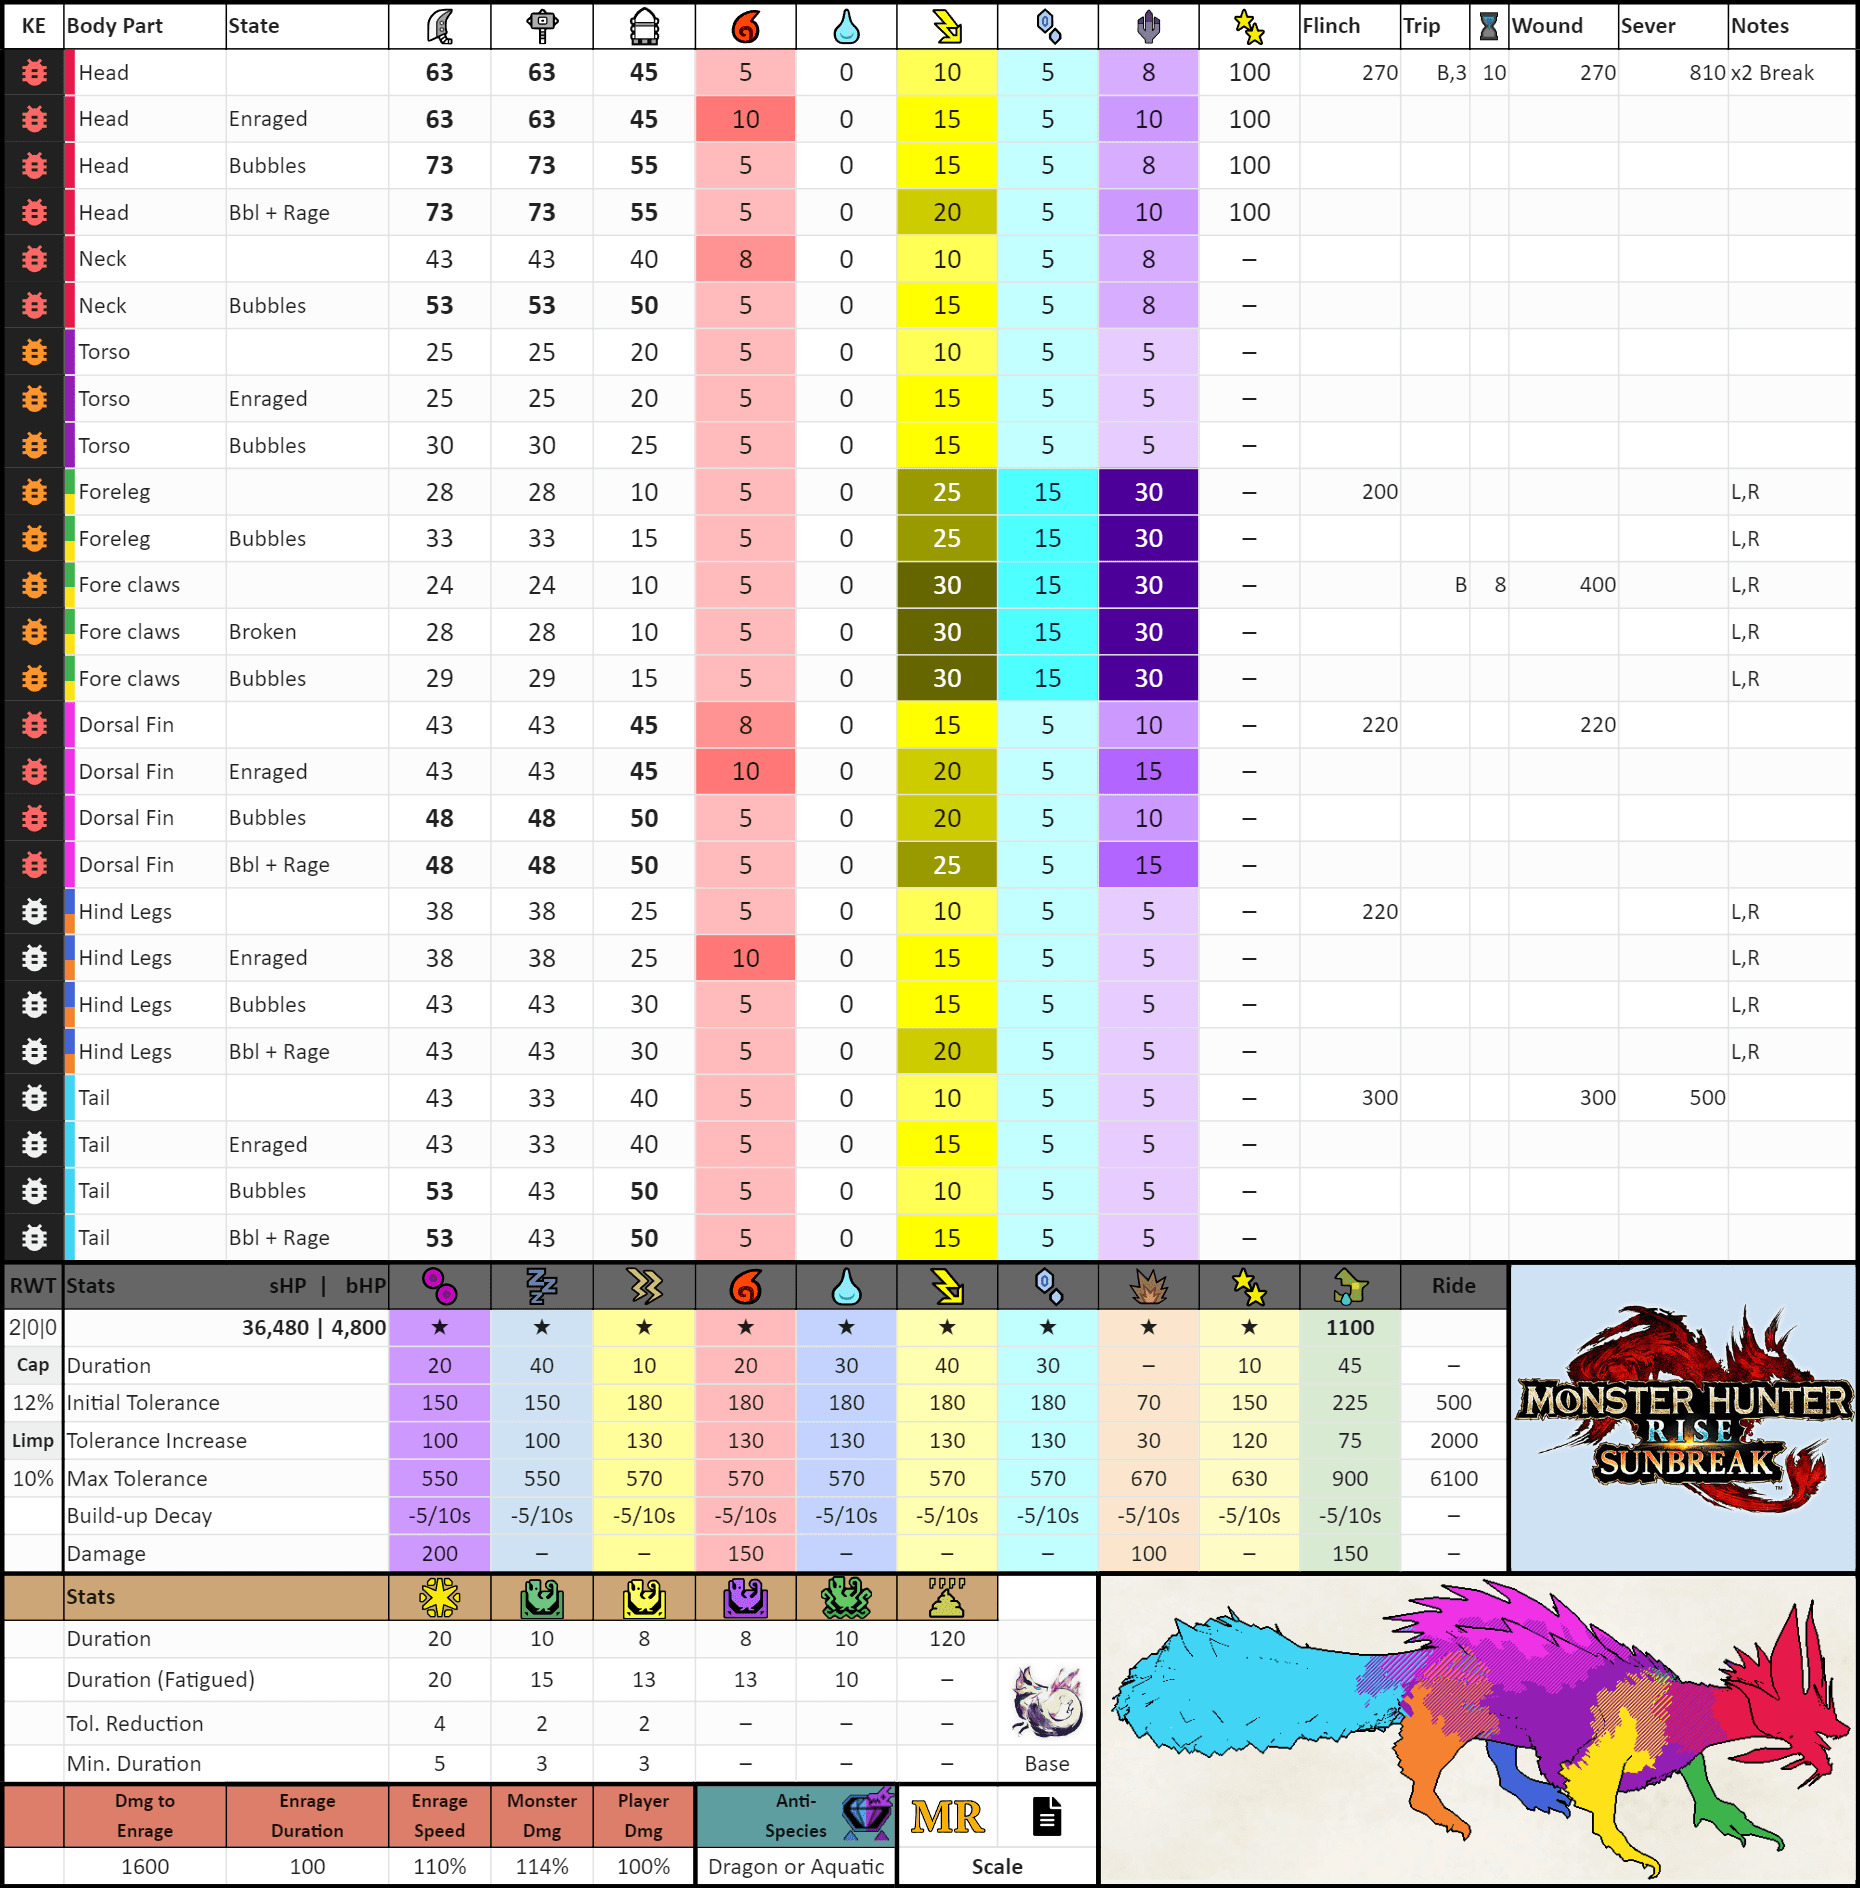 KE Body Part State Flinch Trip Wound Sever Notes
Head 63 63 45 5 0 10 5 8 100 270 B,3 10 270 810 x2 Break
Head Enraged 63 63 45 10 0 15 5 10 100
Head Bubbles 73 73 55 5 0 15 5 8 100
Head Bbl + Rage 73 73 55 5 0 20 5 10 100
Neck 43 43 40 8 0 10 5 8 –
Neck Bubbles 53 53 50 5 0 15 5 8 –
Torso 25 25 20 5 0 10 5 5 –
Torso Enraged 25 25 20 5 0 15 5 5 –
Torso Bubbles 30 30 25 5 0 15 5 5 –
Foreleg 28 28 10 5 0 25 15 30 – 200 L,R
Foreleg Bubbles 33 33 15 5 0 25 15 30 – L,R
Fore claws 24 24 10 5 0 30 15 30 – B 8 400 L,R
Fore claws Broken 28 28 10 5 0 30 15 30 – L,R
Fore claws Bubbles 29 29 15 5 0 30 15 30 – L,R
Dorsal Fin 43 43 45 8 0 15 5 10 – 220 220
Dorsal Fin Enraged 43 43 45 10 0 20 5 15 –
Dorsal Fin Bubbles 48 48 50 5 0 20 5 10 –
Dorsal Fin Bbl + Rage 48 48 50 5 0 25 5 15 –
Hind Legs 38 38 25 5 0 10 5 5 – 220 L,R
Hind Legs Enraged 38 38 25 10 0 15 5 5 – L,R
Hind Legs Bubbles 43 43 30 5 0 15 5 5 – L,R
Hind Legs Bbl + Rage 43 43 30 5 0 20 5 5 – L,R
Tail 43 33 40 5 0 10 5 5 – 300 300 500
Tail Enraged 43 33 40 5 0 15 5 5 –
Tail Bubbles 53 43 50 5 0 10 5 5 –
Tail Bbl + Rage 53 43 50 5 0 15 5 5 –
RWT Stats sHP | bHP Ride
2|0|0 36,480 | 4,800 ★ ★ ★ ★ ★ ★ ★ ★ ★ 1100
Cap Duration 20 40 10 20 30 40 30 – 10 45 –
12% Initial Tolerance 150 150 180 180 180 180 180 70 150 225 500
Limp Tolerance Increase 100 100 130 130 130 130 130 30 120 75 2000
10% Max Tolerance 550 550 570 570 570 570 570 670 630 900 6100
Build-up Decay -5/10s -5/10s -5/10s -5/10s -5/10s -5/10s -5/10s -5/10s -5/10s -5/10s –
Damage 200 – – 150 – – – 100 – 150 –
MONSTER HUNTER
RISE
SUNBREAK
™
Stats
Duration 20 10 8 8 10 120
Duration (Fatigued) 20 15 13 13 10 –
Tol. Reduction 4 2 2 – – –
Min. Duration 5 3 3 – – – Base
Dmg to Enrage Enrage Monster Player Anti-
Enrage Duration Speed Dmg Dmg Species MR
1600 100 110% 114% 100% Dragon or Aquatic Scale